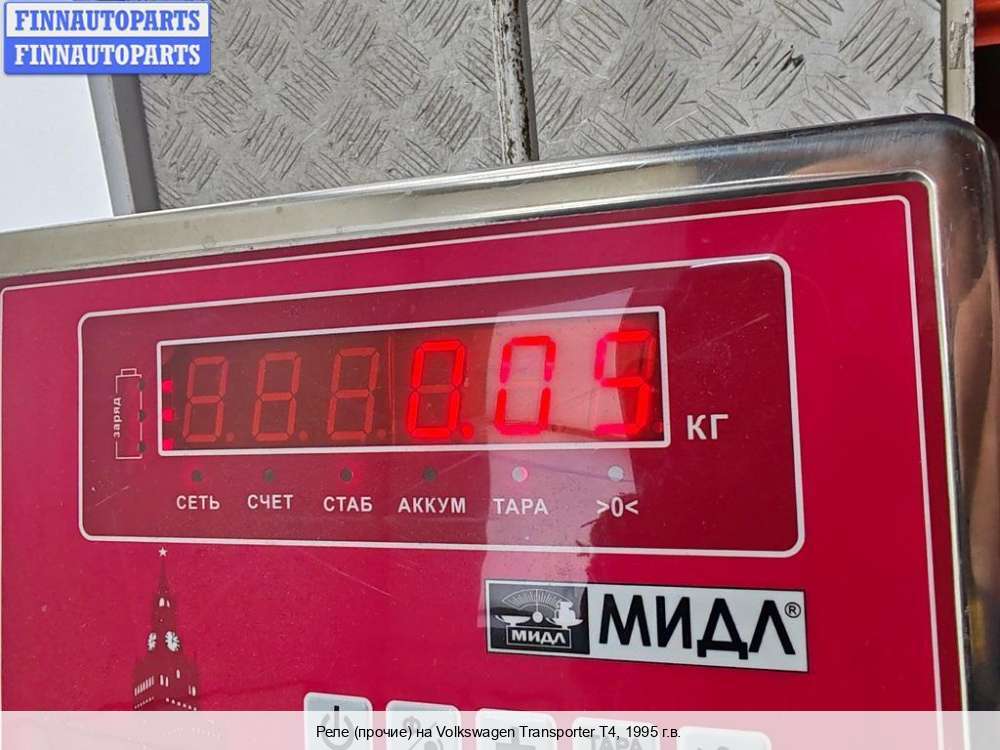 FINNAUTOPARTS
FINNAUTOPARTS
заряд
0.05
КГ
СЕТЬ СЧЕТ СТАБ АККУМ ТАРА >0<
МИДЛ
МИДЛ®
ТАРА
Реле (прочие) на Volkswagen Transporter T4, 1995 г.в.